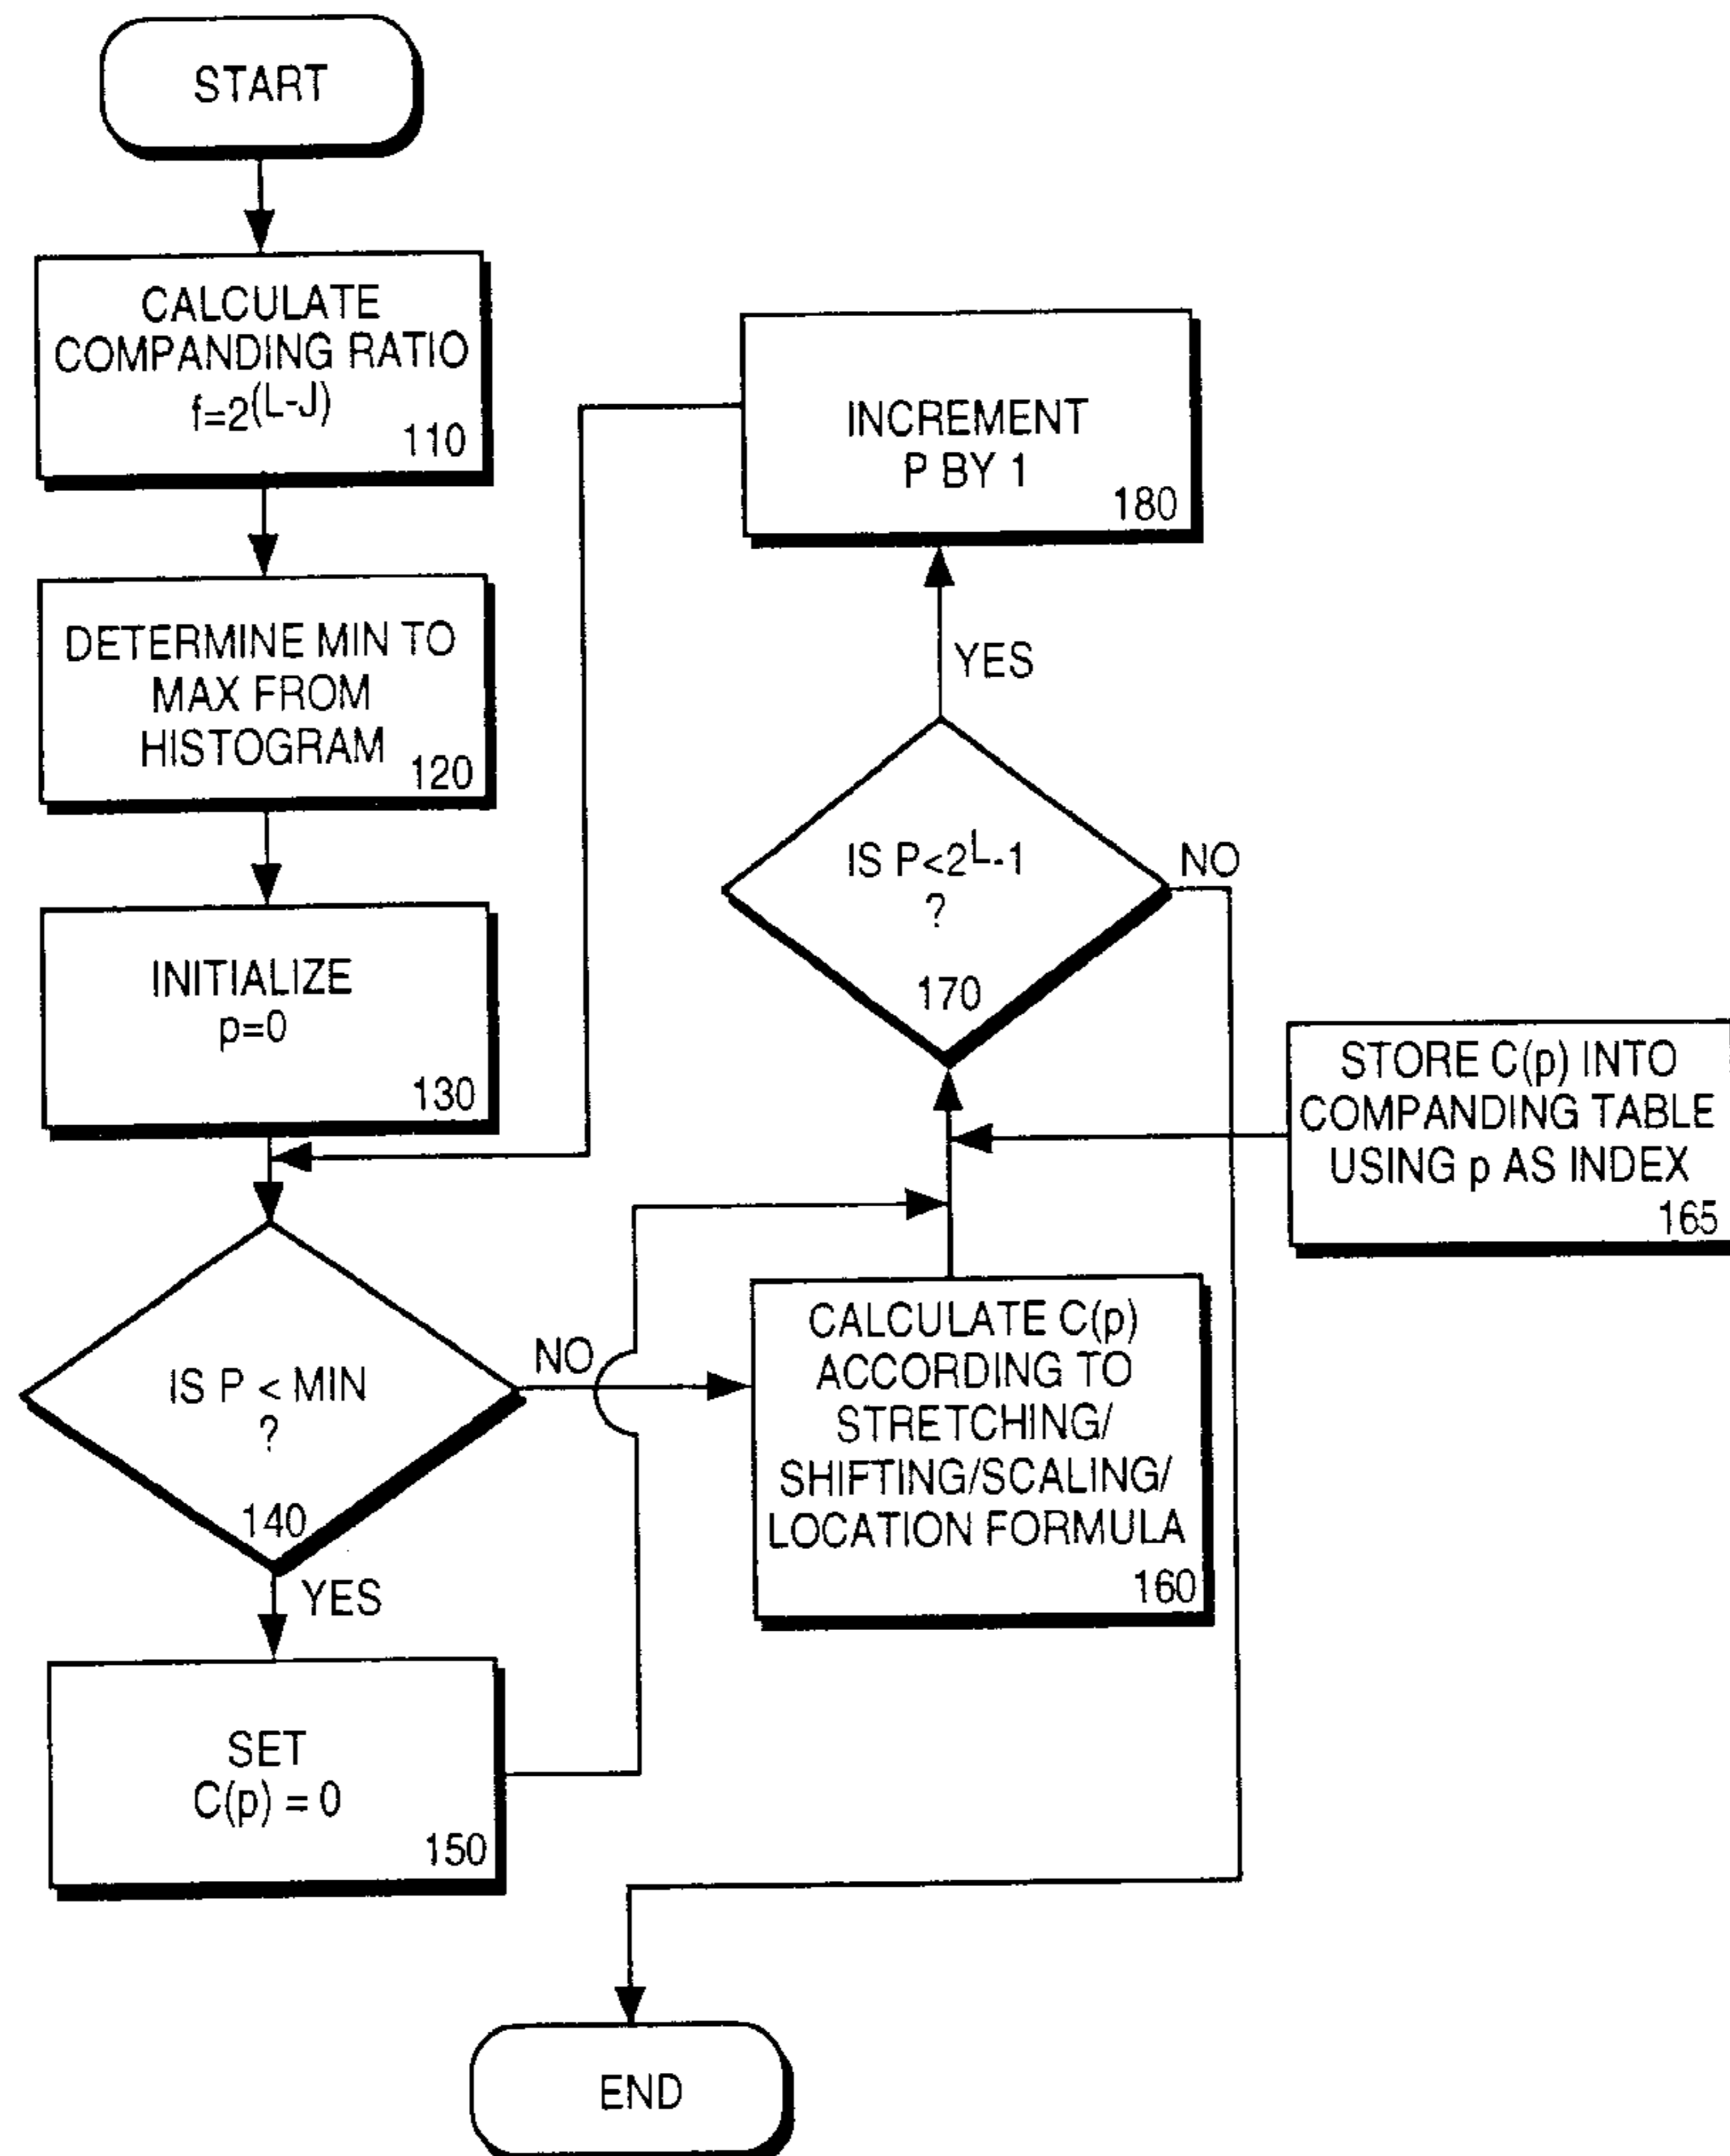 START
CALCULATE
COMPANDING RATIO
f=2^(L-J)
110
DETERMINE MIN TO
MAX FROM
HISTOGRAM
120
INITIALIZE
p=0
130
IS P < MIN
?
140
NO
YES
SET
C(p) = 0
150
CALCULATE C(p)
ACCORDING TO
STRETCHING/
SHIFTING/SCALING/
LOCATION FORMULA
160
STORE C(p) INTO
COMPANDING TABLE
USING p AS INDEX
165
IS P<2^L-1
?
170
NO
YES
INCREMENT
P BY 1
180
END